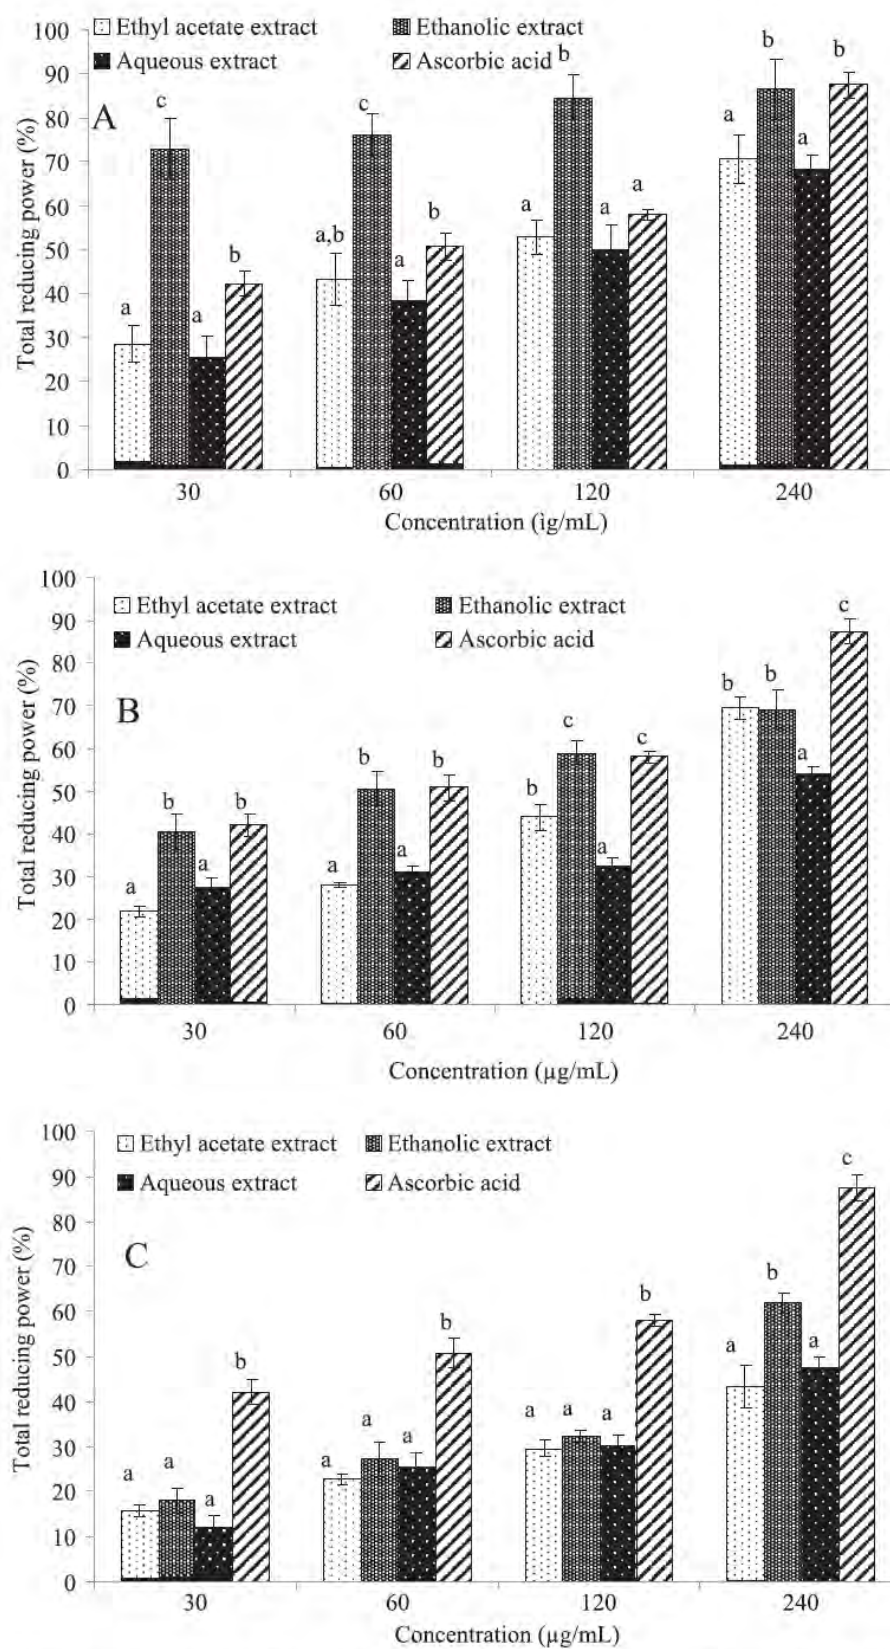 Ethyl acetate extract Ethanolic extract
Aqueous extract Ascorbic acid
A
Total reducing power (%)
100
90
80
70
60
50
40
30
20
10
0
a c a b
a,b c a b
a b a a
a b a b
30 60 120 240
Concentration (ìg/mL)
Ethyl acetate extract Ethanolic extract
Aqueous extract Ascorbic acid
B
Total reducing power (%)
100
90
80
70
60
50
40
30
20
10
0
a b a b
a b a b
b c a c
b b a c
30 60 120 240
Concentration (µg/mL)
Ethyl acetate extract Ethanolic extract
Aqueous extract Ascorbic acid
C
Total reducing power (%)
100
90
80
70
60
50
40
30
20
10
0
a a a b
a a a b
a a a b
a b a c
30 60 120 240
Concentration (µg/mL)